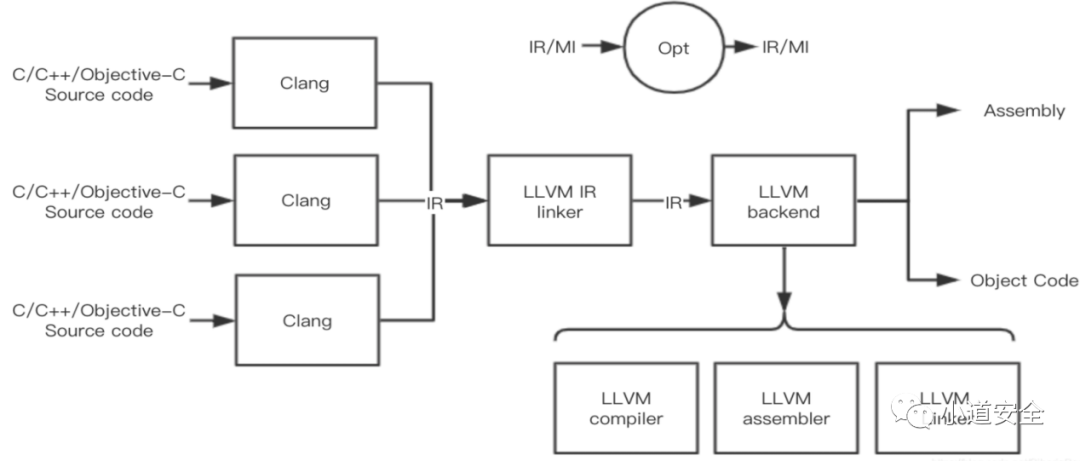 IR/MI
Opt
IR/MI
C/C++/Objective-C
Source code
Clang
Assembly
C/C++/Objective-C
Source code
Clang
IR
LLVM IR
linker
IR
LLVM
backend
C/C++/Objective-C
Source code
Clang
Object Code
LLVM
compiler
LLVM
assembler
LLVM
Linker
小道安全